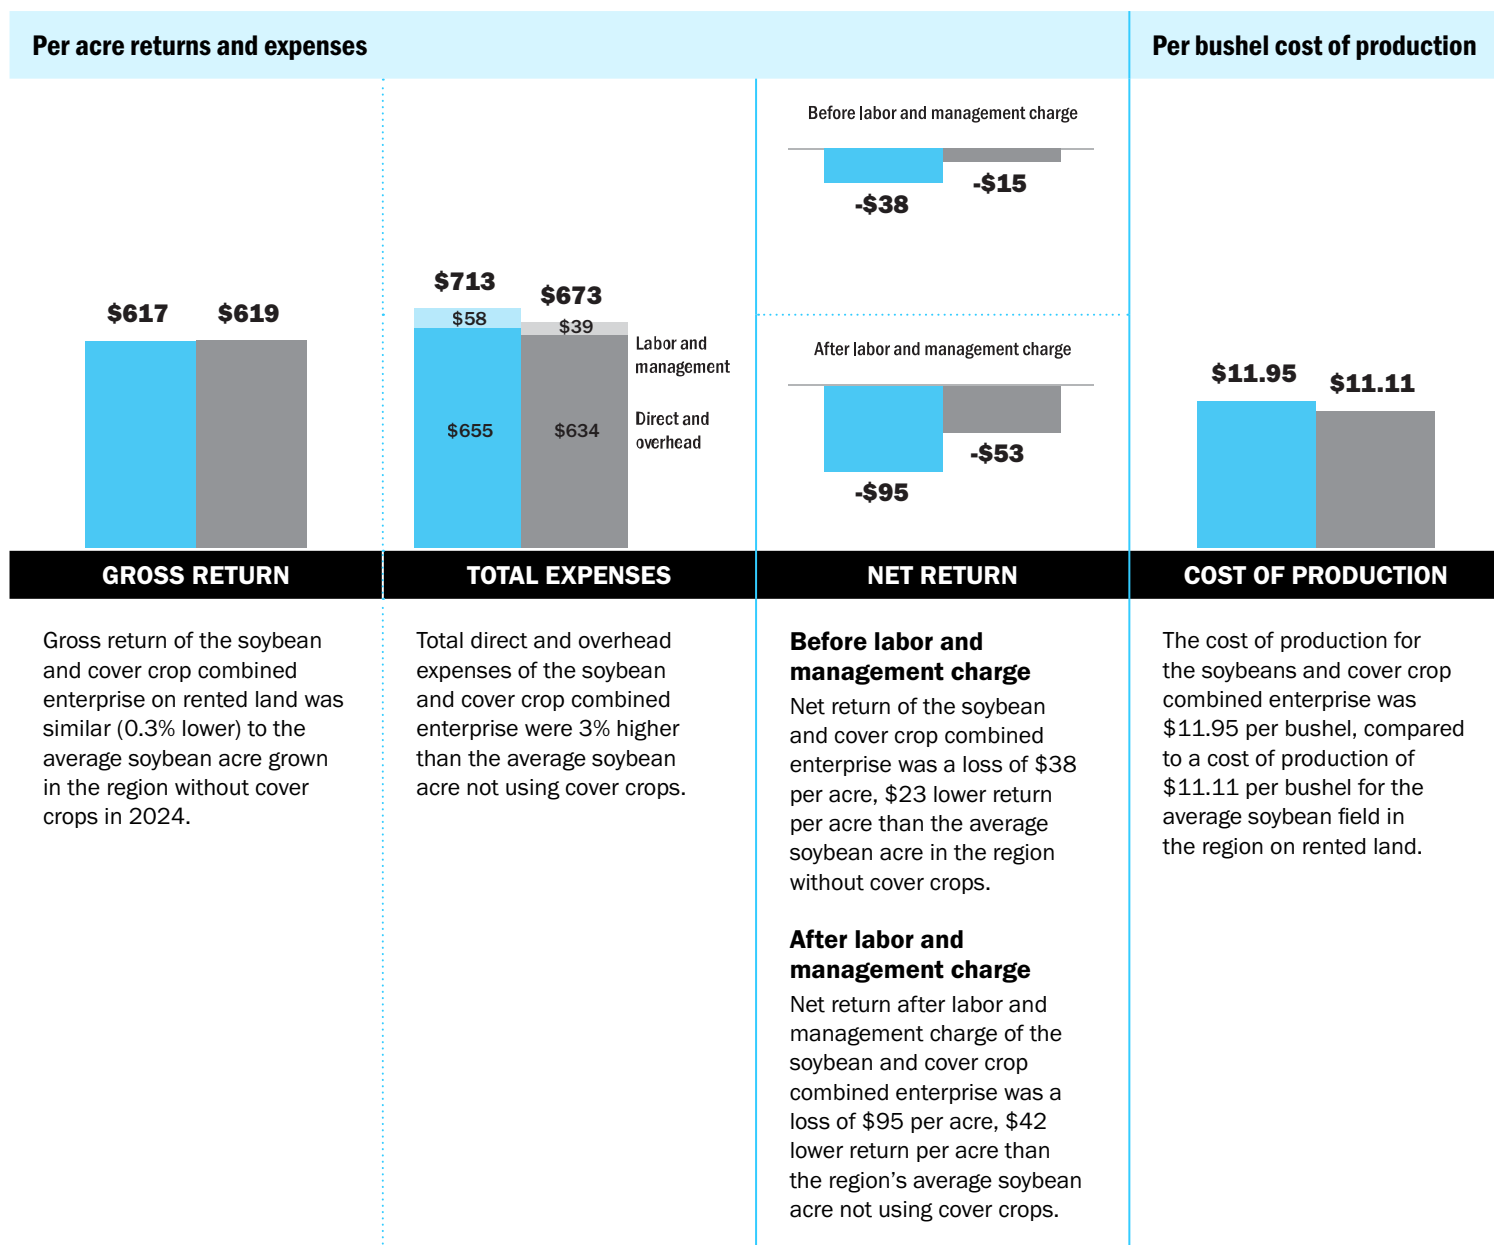 Per acre returns and expenses
Per bushel cost of production
$617
$619
$713
$673
$58
$39
Labor and
management
$655
$634
Direct and
overhead
Before labor and management charge
-$38
-$15
After labor and management charge
-$95
-$53
$11.95
$11.11
GROSS RETURN
TOTAL EXPENSES
NET RETURN
COST OF PRODUCTION
Gross return of the soybean
and cover crop combined
enterprise on rented land was
similar (0.3% lower) to the
average soybean acre grown
in the region without cover
crops in 2024.
Total direct and overhead
expenses of the soybean
and cover crop combined
enterprise were 3% higher
than the average soybean
acre not using cover crops.
Before labor and
management charge
Net return of the soybean
and cover crop combined
enterprise was a loss of $38
per acre, $23 lower return
per acre than the average
soybean acre in the region
without cover crops.
After labor and
management charge
Net return after labor and
management charge of the
soybean and cover crop
combined enterprise was a
loss of $95 per acre, $42
lower return per acre than
the region’s average soybean
acre not using cover crops.
The cost of production for
the soybeans and cover crop
combined enterprise was
$11.95 per bushel, compared
to a cost of production of
$11.11 per bushel for the
average soybean field in
the region on rented land.